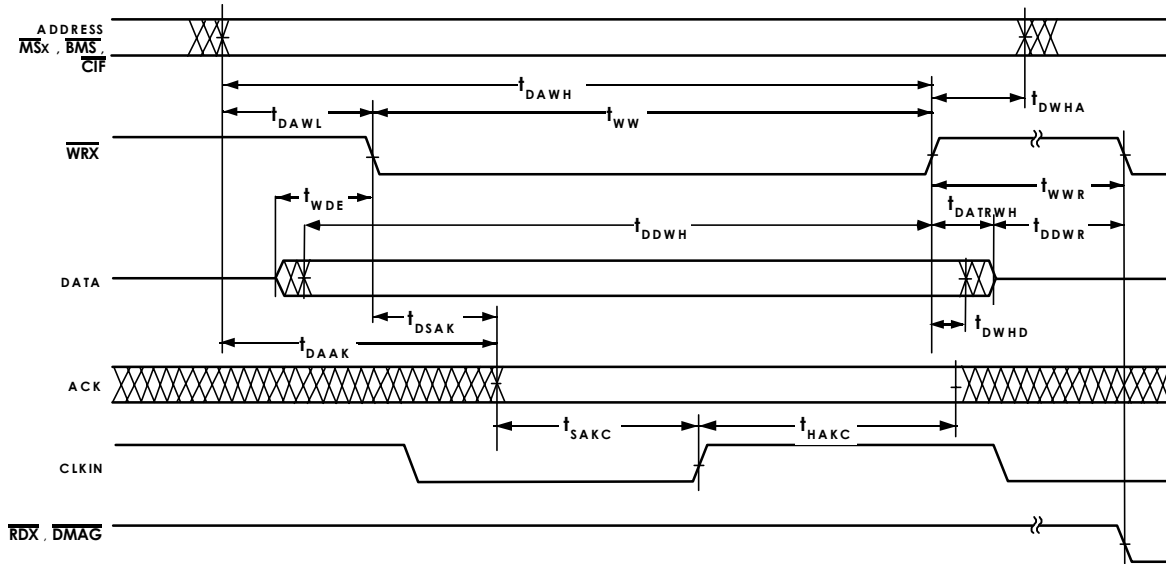 ADDRESS
MSx , BMS ,
CIF
tDAWH
tDWHA
tDAWL
tWW
WRX
tWDE
tWWR
tDATRWH
tDDWH
tDDWR
DATA
tDSAK
tDWHD
tDAAK
ACK
tSAKC
tHAKC
CLKIN
RDX , DMAG